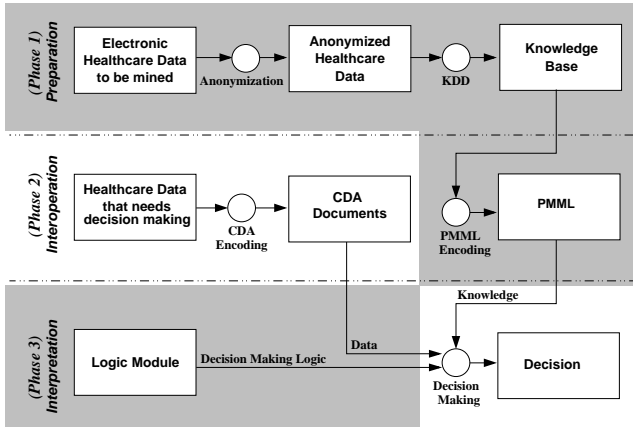 (Phase 1)
Preparation
Electronic
Healthcare Data
to be mined
Anonymization
Anonymized
Healthcare
Data
KDD
Knowledge
Base
(Phase 2)
Interoperation
Healthcare Data
that needs
decision making
CDA
Encoding
CDA
Documents
PMML
Encoding
PMML
(Phase 3)
Interpretation
Logic Module
Decision Making Logic
Data
Knowledge
Decision
Making
Decision